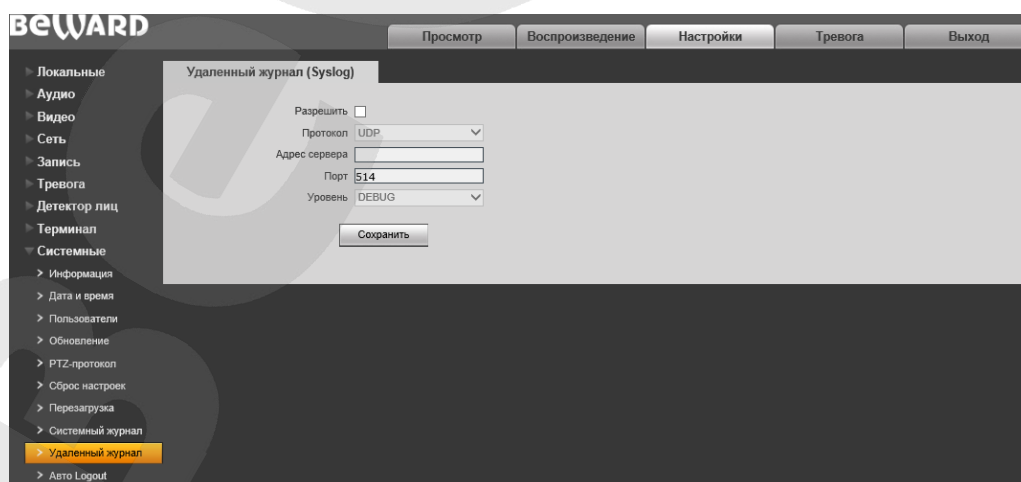 BEWARD
Просмотр
Воспроизведение
Настройки
Тревога
Выход
Локальные
Аудио
Видео
Сеть
Запись
Тревога
Детектор лиц
Терминал
Системные
Информация
Дата и время
Пользователи
Обновление
PTZ-протокол
Сброс настроек
Перезагрузка
Системный журнал
Удаленный журнал
Авто Logout
Удаленный журнал (Syslog)
Разрешить
Протокол UDP
Адрес сервера
Порт 514
Уровень DEBUG
Сохранить